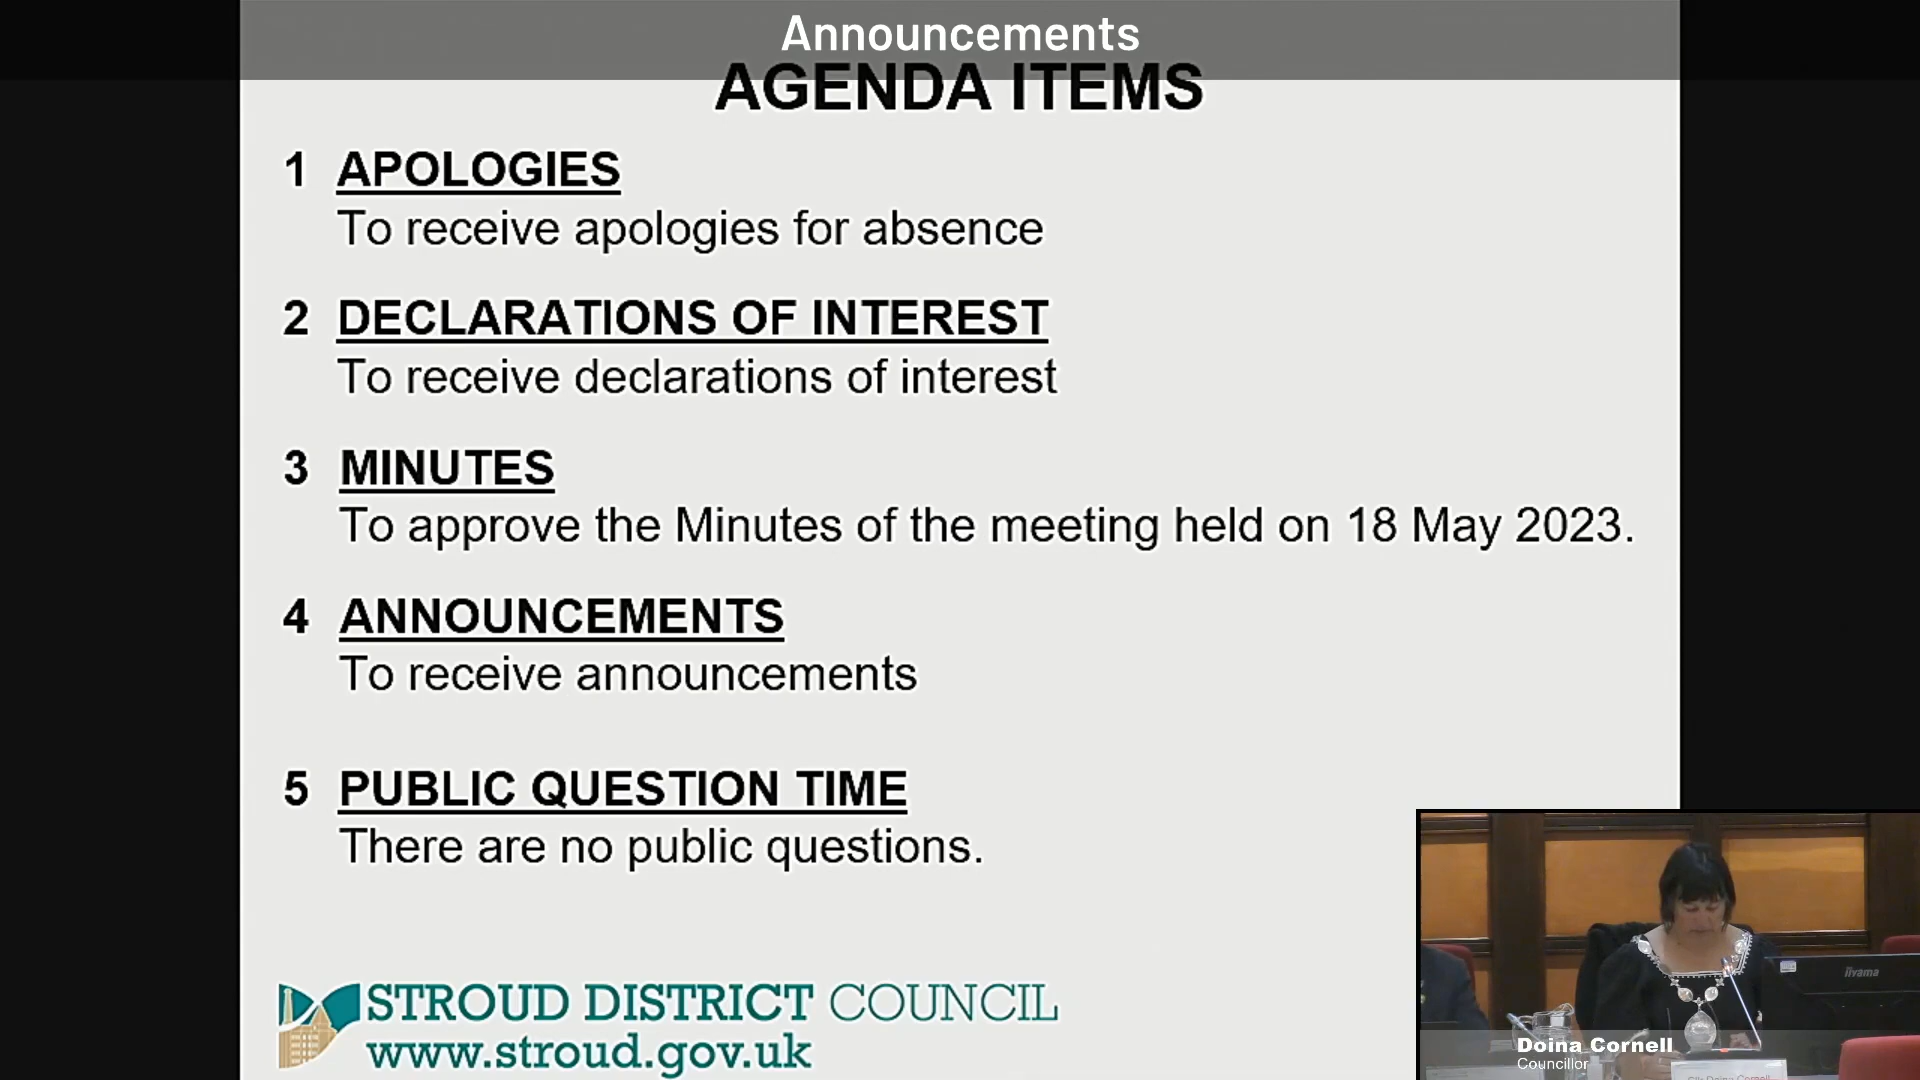 Announcements
AGENDA ITEMS
1 APOLOGIES
To receive apologies for absence
2 DECLARATIONS OF INTEREST
To receive declarations of interest
3 MINUTES
To approve the Minutes of the meeting held on 18 May 2023.
4 ANNOUNCEMENTS
To receive announcements
5 PUBLIC QUESTION TIME
There are no public questions.
STROUD DISTRICT COUNCIL
www.stroud.gov.uk
iiyama
Doina Cornell
Councillor
Cllr Doina Cornell